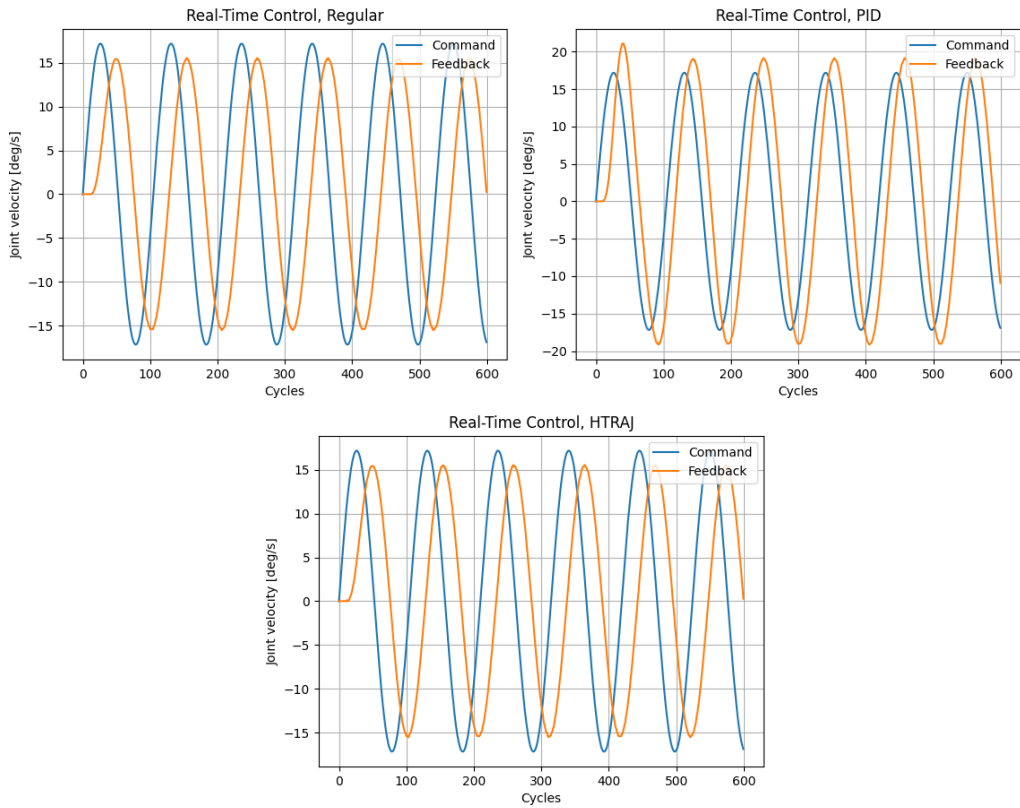 Real-Time Control, Regular
Command
Feedback
Joint velocity [deg/s]
15
10
5
0
−5
−10
−15
0 100 200 300 400 500 600
Cycles
Real-Time Control, PID
Command
Feedback
Joint velocity [deg/s]
20
15
10
5
0
−5
−10
−15
−20
0 100 200 300 400 500 600
Cycles
Real-Time Control, HTRAJ
Command
Feedback
Joint velocity [deg/s]
15
10
5
0
−5
−10
−15
0 100 200 300 400 500 600
Cycles